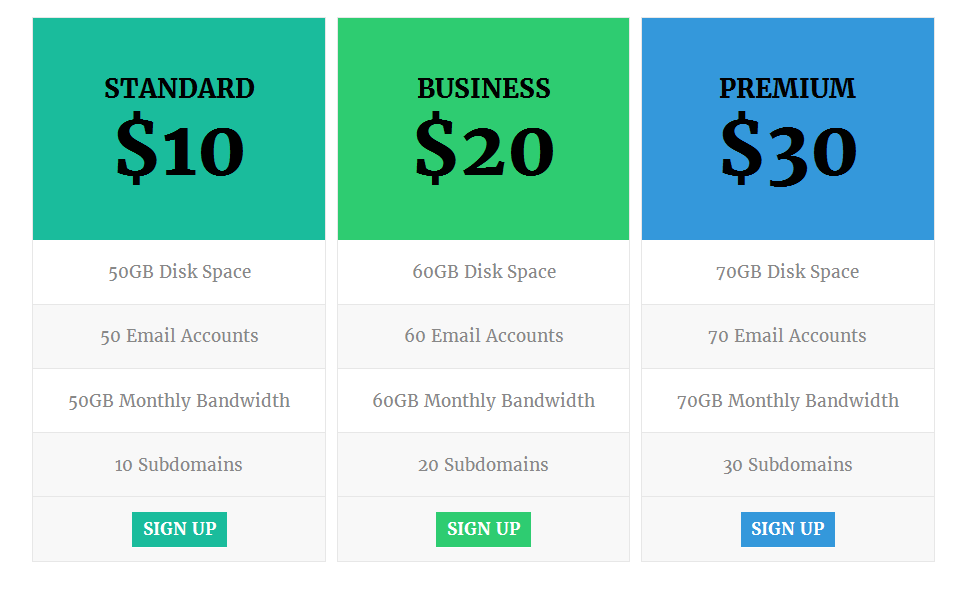 STANDARD
$10
50GB Disk Space
50 Email Accounts
50GB Monthly Bandwidth
10 Subdomains
SIGN UP
BUSINESS
$20
60GB Disk Space
60 Email Accounts
60GB Monthly Bandwidth
20 Subdomains
SIGN UP
PREMIUM
$30
70GB Disk Space
70 Email Accounts
70GB Monthly Bandwidth
30 Subdomains
SIGN UP